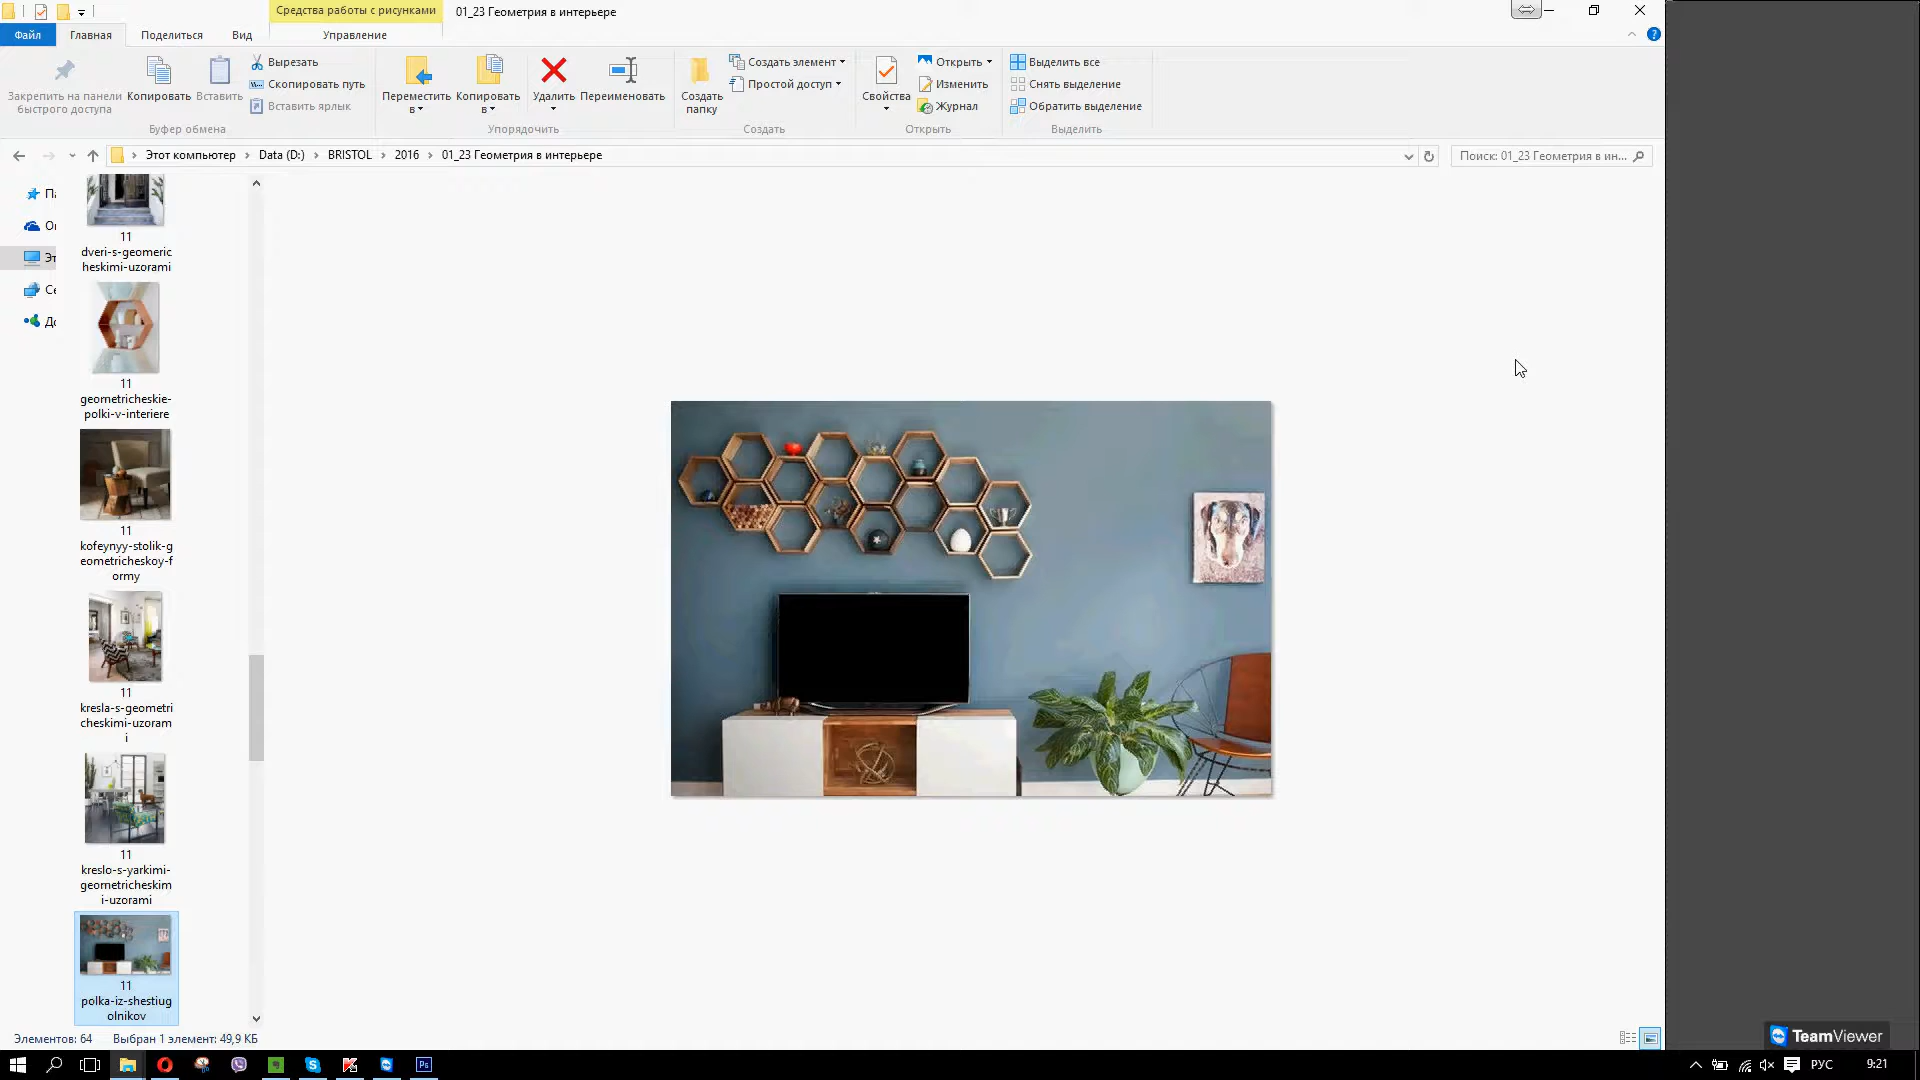 Средства работы с рисунками
01_23 Геометрия в интерьере
Файл
Главная
Поделиться
Вид
Управление
Закрепить на панели
быстрого доступа
Копировать
Вставить
Вырезать
Скопировать путь
Вставить ярлык
Буфер обмена
Переместить
в
Копировать
в
Удалить
Переименовать
Упорядочить
Создать
папку
Создать элемент
Простой доступ
Создать
Свойства
Открыть
Изменить
Журнал
Открыть
Выделить все
Снять выделение
Обратить выделение
Выделить
Этот компьютер
Data (D:)
BRISTOL
2016
01_23 Геометрия в интерьере
Поиск: 01_23 Геометрия в ин...
11
dveri-s-geomeric
heskimi-uzorami
11
geometricheskie-
polki-v-interiere
11
kofeynyy-stolik-g
eometricheskoy-f
ormy
11
kresla-s-geometri
cheskimi-uzoram
i
11
kreslo-s-yarkimi-
geometricheskim
i-uzorami
11
polka-iz-shestiug
olnikov
Элементов: 64
Выбран 1 элемент: 49,9 КБ
TeamViewer
Ps
РУС
9:21